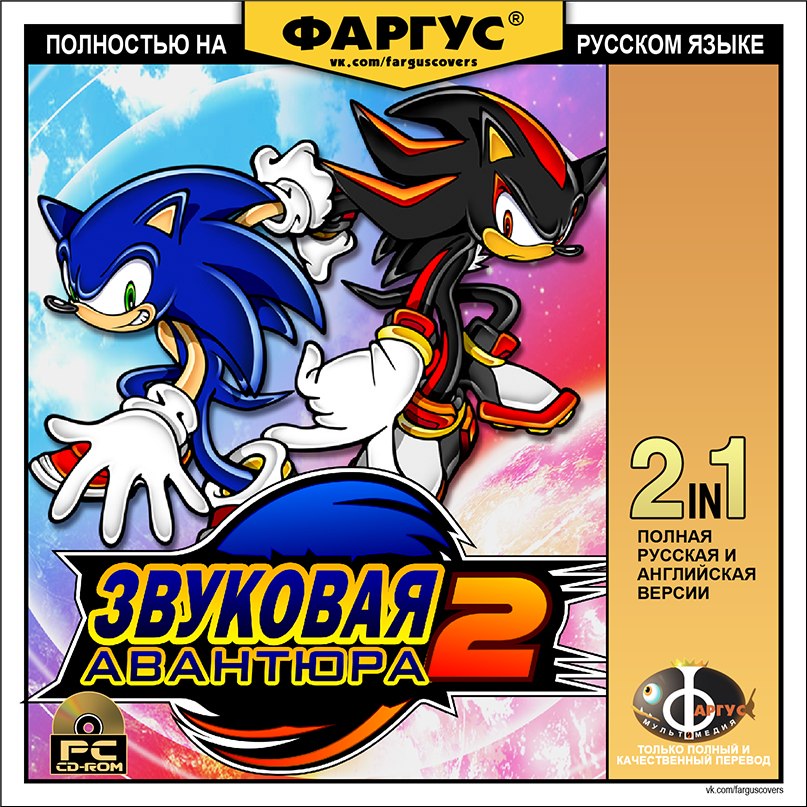 ПОЛНОСТЬЮ НА ФАРГУС® РУССКОМ ЯЗЫКЕ
vk.com/farguscovers
2IN1
ПОЛНАЯ
РУССКАЯ И
АНГЛИЙСКАЯ
ВЕРСИИ
ЗВУКОВАЯ 2
АВАНТЮРА
PC
CD-ROM
ФАРГУС
МУЛЬТИМЕДИА
ТОЛЬКО ПОЛНЫЙ И
КАЧЕСТВЕННЫЙ ПЕРЕВОД
vk.com/farguscovers